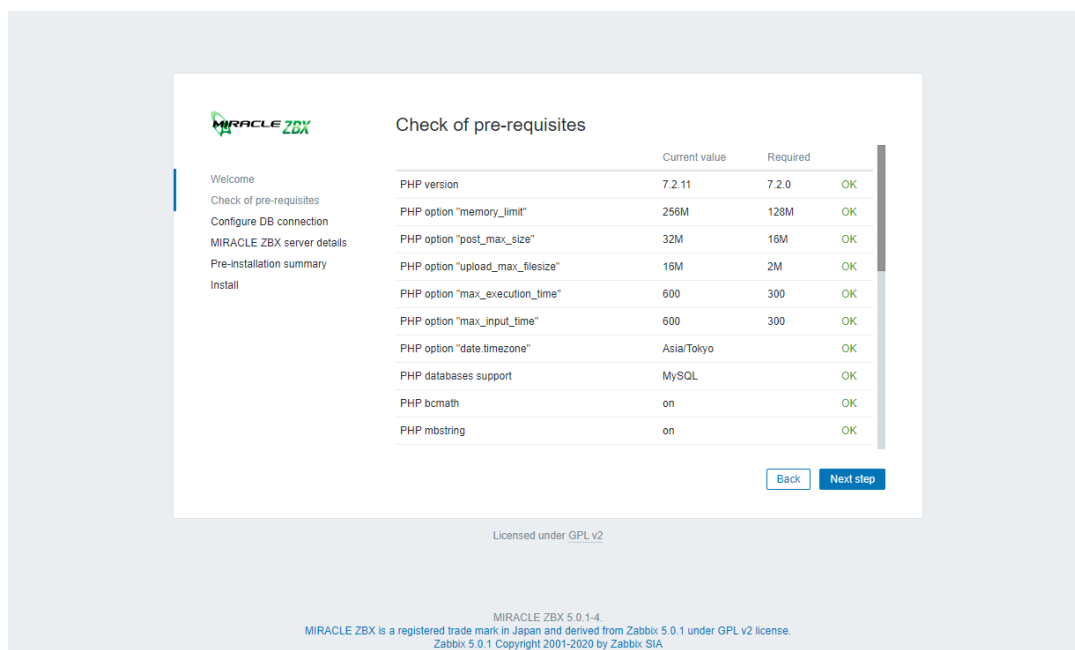 MIRACLE ZBX
Check of pre-requisites
Welcome
Check of pre-requisites
Configure DB connection
MIRACLE ZBX server details
Pre-installation summary
Install
Current value Required
PHP version 7.2.11 7.2.0 OK
PHP option "memory_limit" 256M 128M OK
PHP option "post_max_size" 32M 16M OK
PHP option "upload_max_filesize" 16M 2M OK
PHP option "max_execution_time" 600 300 OK
PHP option "max_input_time" 600 300 OK
PHP option "date.timezone" Asia/Tokyo OK
PHP databases support MySQL OK
PHP bcmath on OK
PHP mbstring on OK
Back Next step
Licensed under GPL v2
MIRACLE ZBX 5.0.1-4.
MIRACLE ZBX is a registered trade mark in Japan and derived from Zabbix 5.0.1 under GPL v2 license.
Zabbix 5.0.1 Copyright 2001-2020 by Zabbix SIA